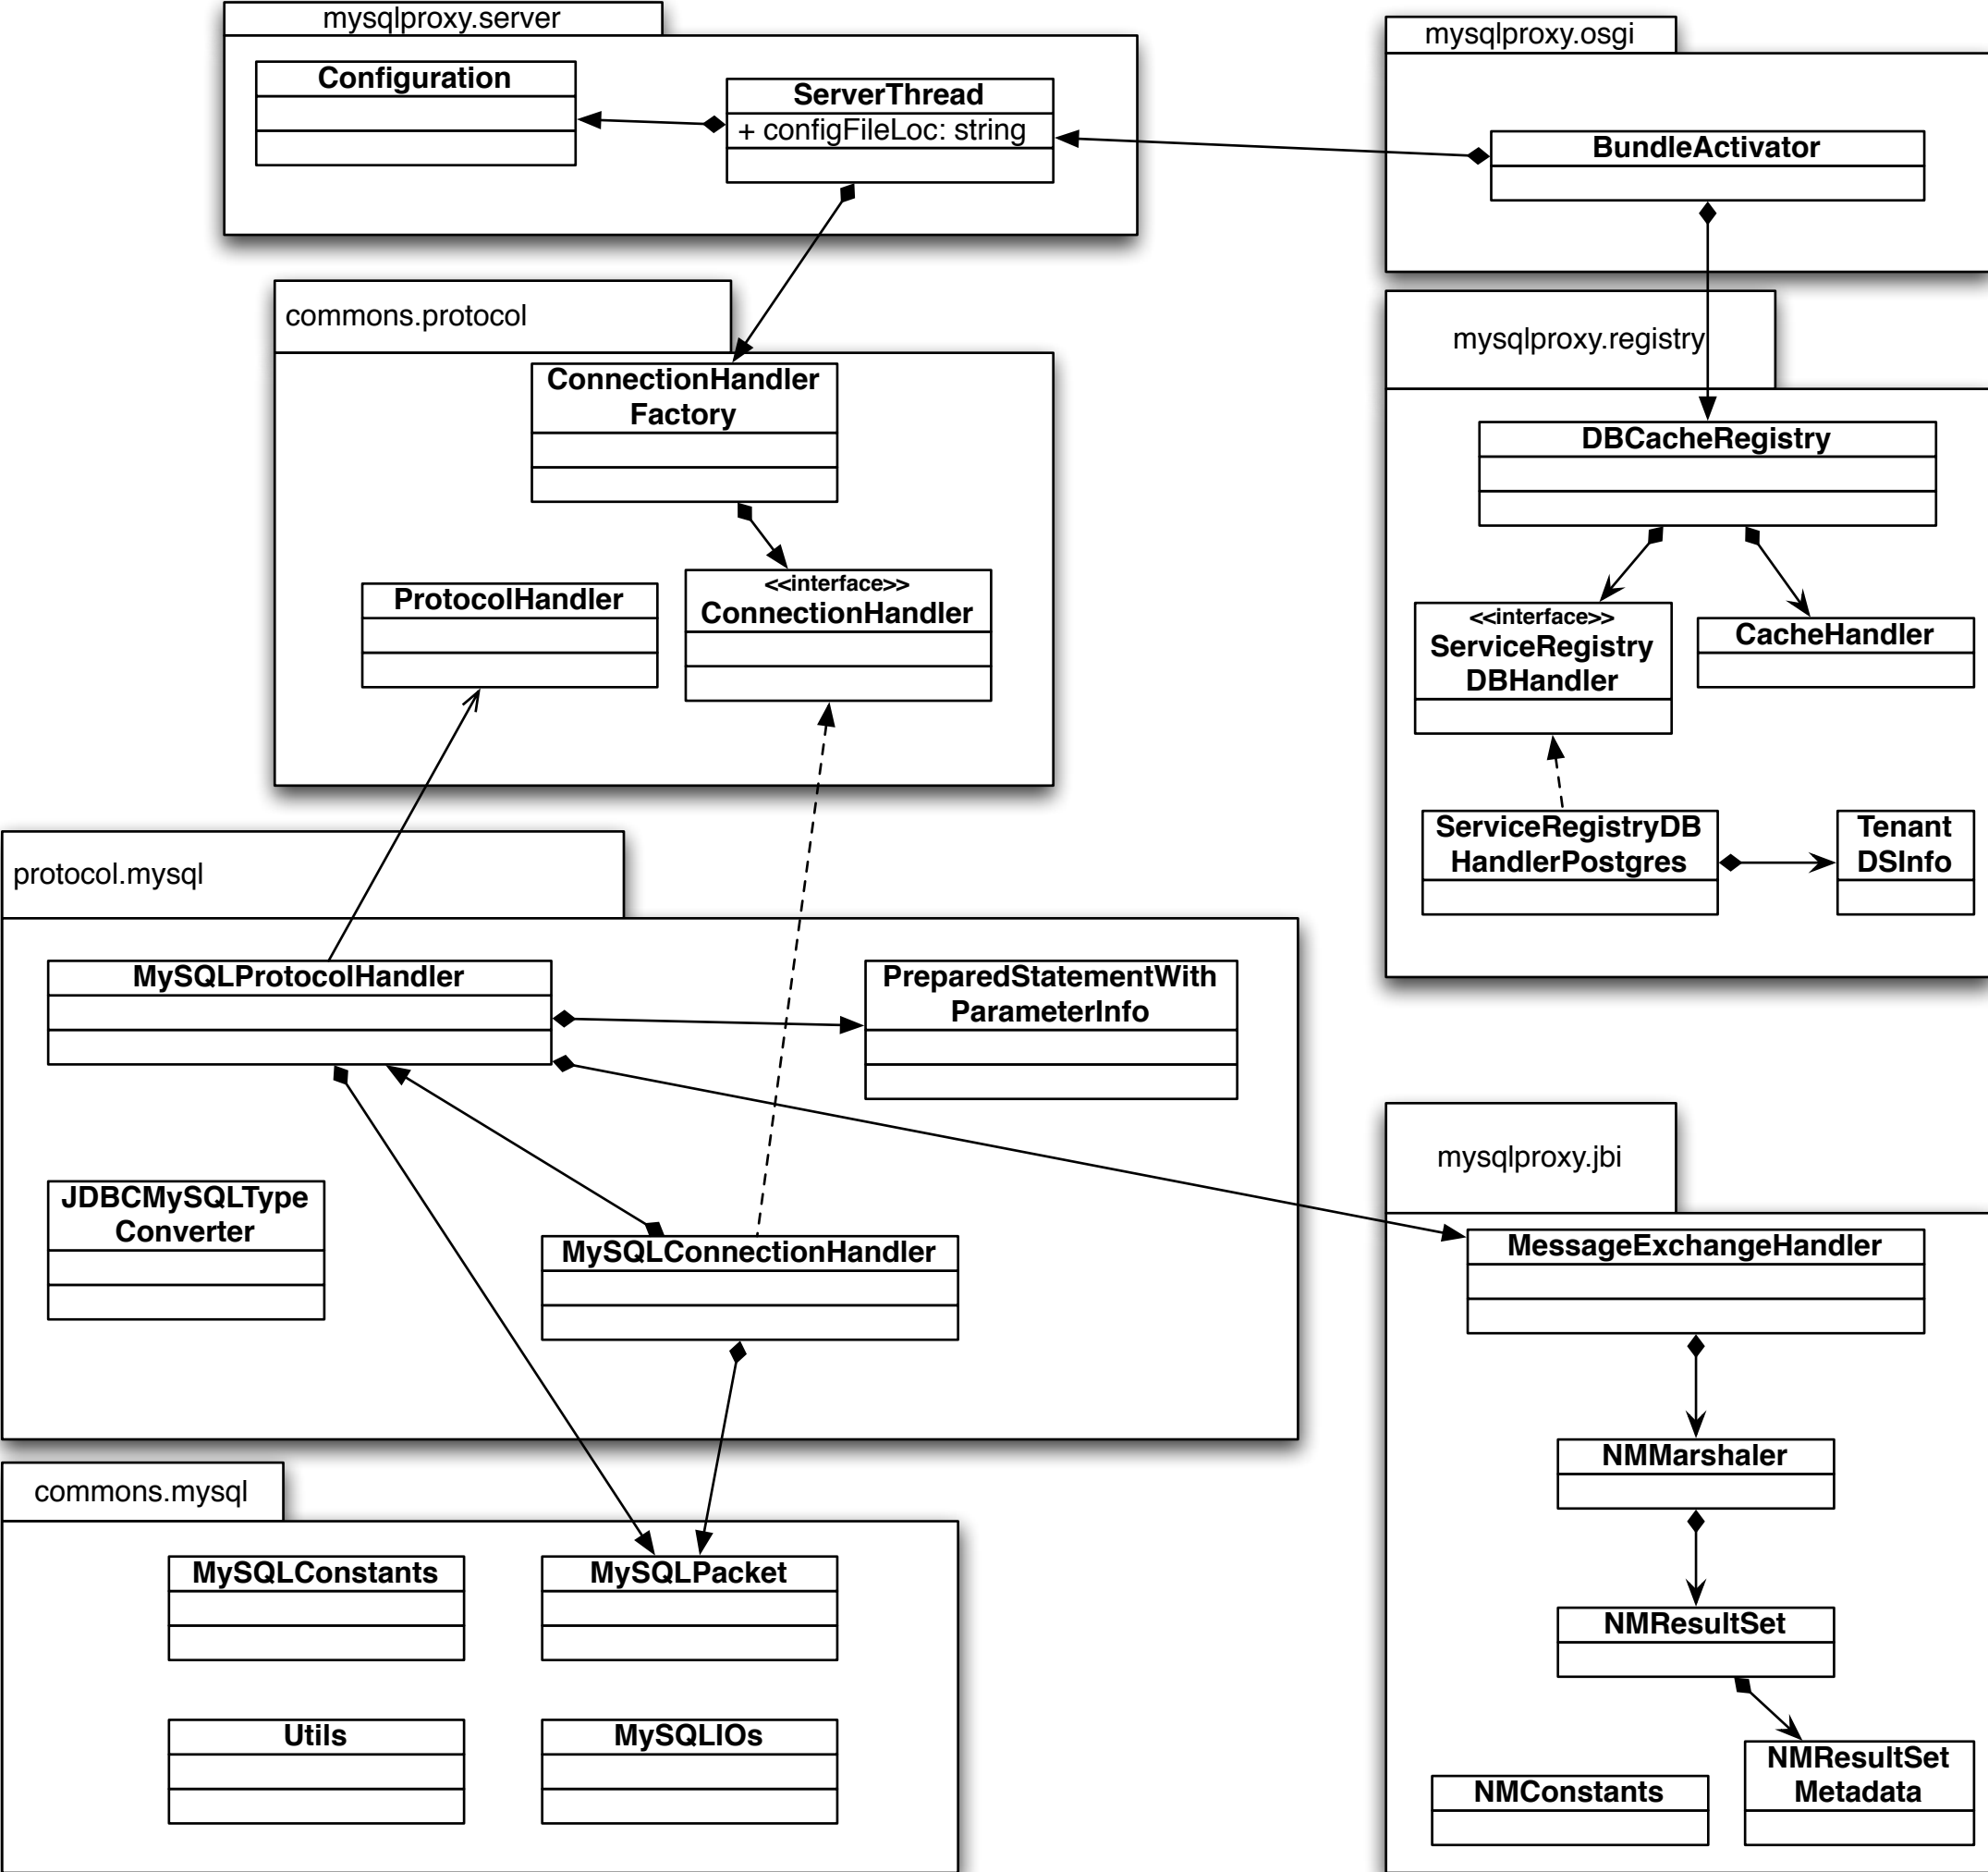 mysqlproxy.server
Configuration
ServerThread
+ configFileLoc: string
mysqlproxy.osgi
BundleActivator
commons.protocol
ConnectionHandler
Factory
ProtocolHandler
<<interface>>
ConnectionHandler
mysqlproxy.registry
DBCacheRegistry
<<interface>>
ServiceRegistry
DBHandler
CacheHandler
ServiceRegistryDB
HandlerPostgres
Tenant
DSInfo
protocol.mysql
MySQLProtocolHandler
PreparedStatementWith
ParameterInfo
JDBCMySQLType
Converter
MySQLConnectionHandler
mysqlproxy.jbi
MessageExchangeHandler
NMMarshaler
NMResultSet
NMResultSet
Metadata
NMConstants
commons.mysql
MySQLConstants
MySQLPacket
Utils
MySQLIOs